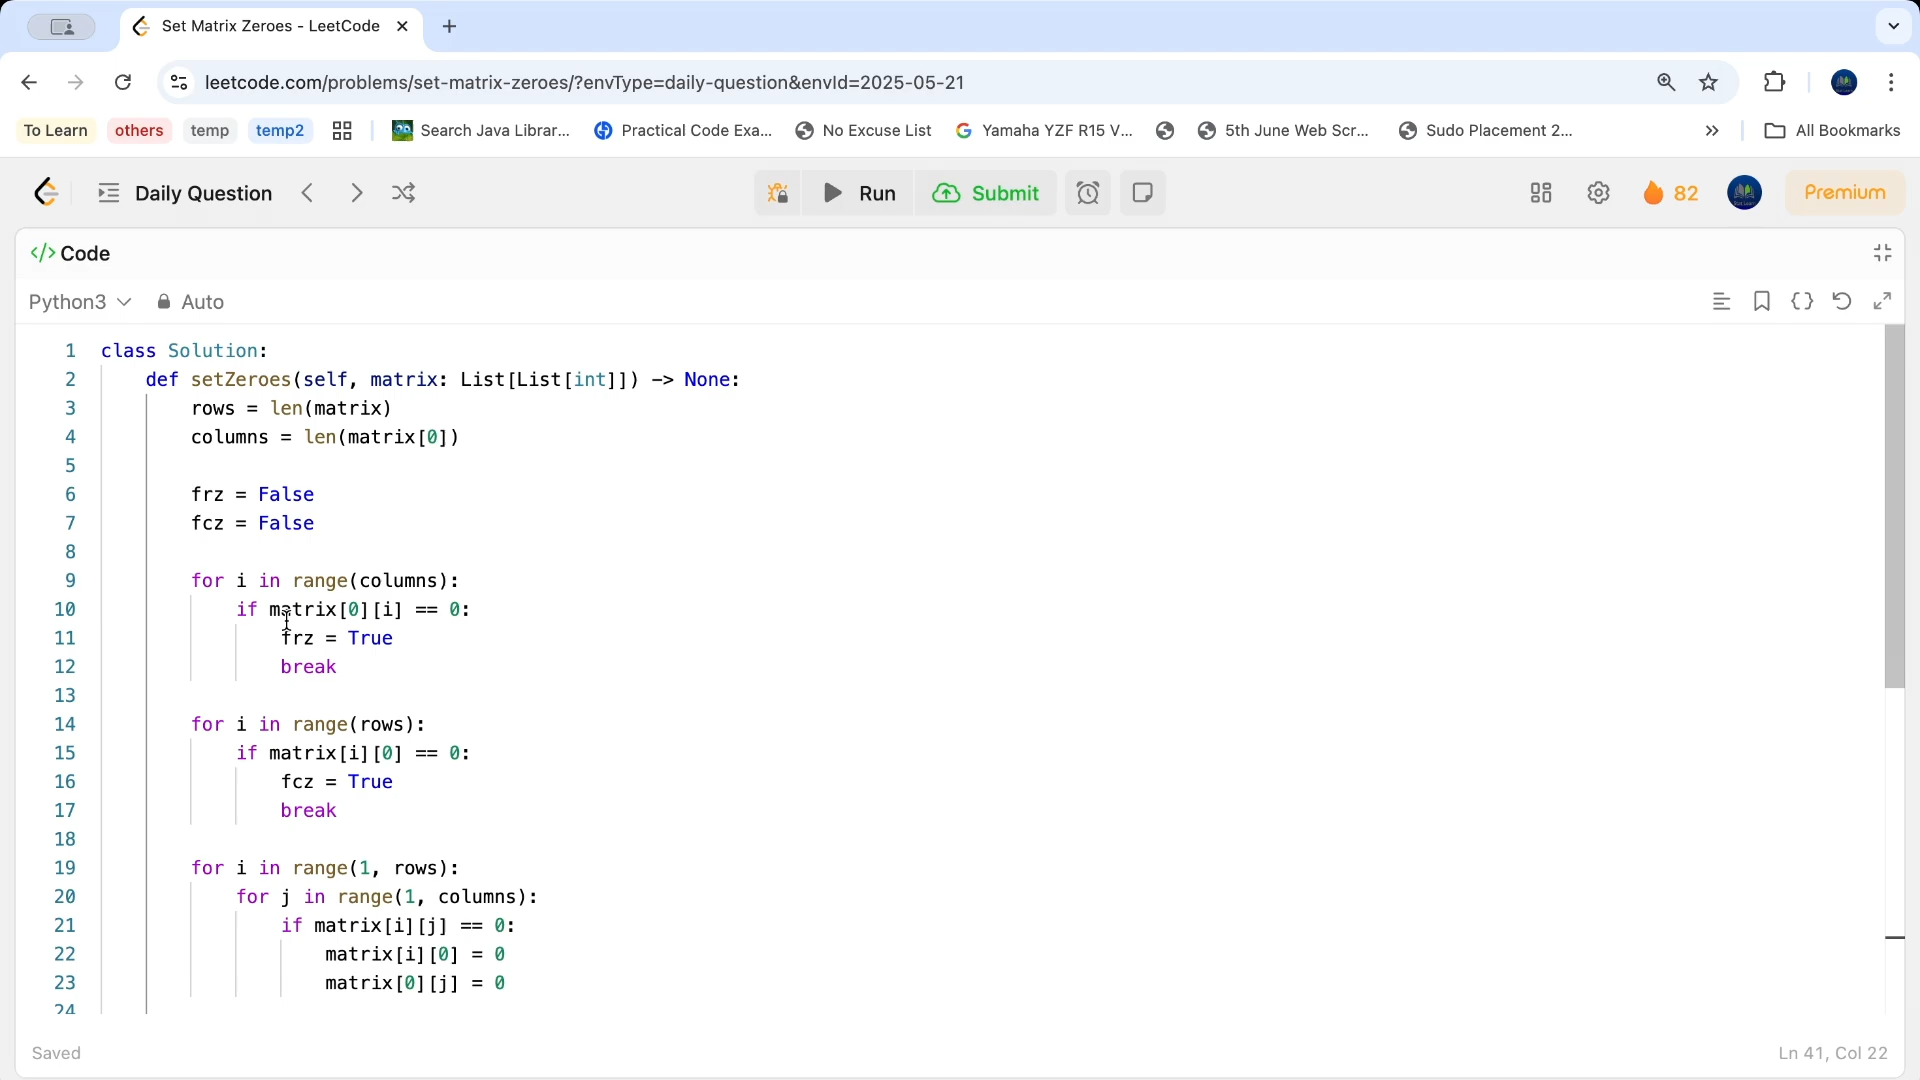 Set Matrix Zeroes - LeetCode
leetcode.com/problems/set-matrix-zeroes/?envType=daily-question&envId=2025-05-21
To Learn others temp temp2 Search Java Librar... Practical Code Exa... No Excuse List Yamaha YZF R15 V... 5th June Web Scr... Sudo Placement 2... » All Bookmarks
Daily Question Run Submit 82 Premium
</> Code
Python3 Auto
1 class Solution:
2 def setZeroes(self, matrix: List[List[int]]) -> None:
3 rows = len(matrix)
4 columns = len(matrix[0])
5
6 frz = False
7 fcz = False
8
9 for i in range(columns):
10 if matrix[0][i] == 0:
11 frz = True
12 break
13
14 for i in range(rows):
15 if matrix[i][0] == 0:
16 fcz = True
17 break
18
19 for i in range(1, rows):
20 for j in range(1, columns):
21 if matrix[i][j] == 0:
22 matrix[i][0] = 0
23 matrix[0][j] = 0
24
Saved Ln 41, Col 22